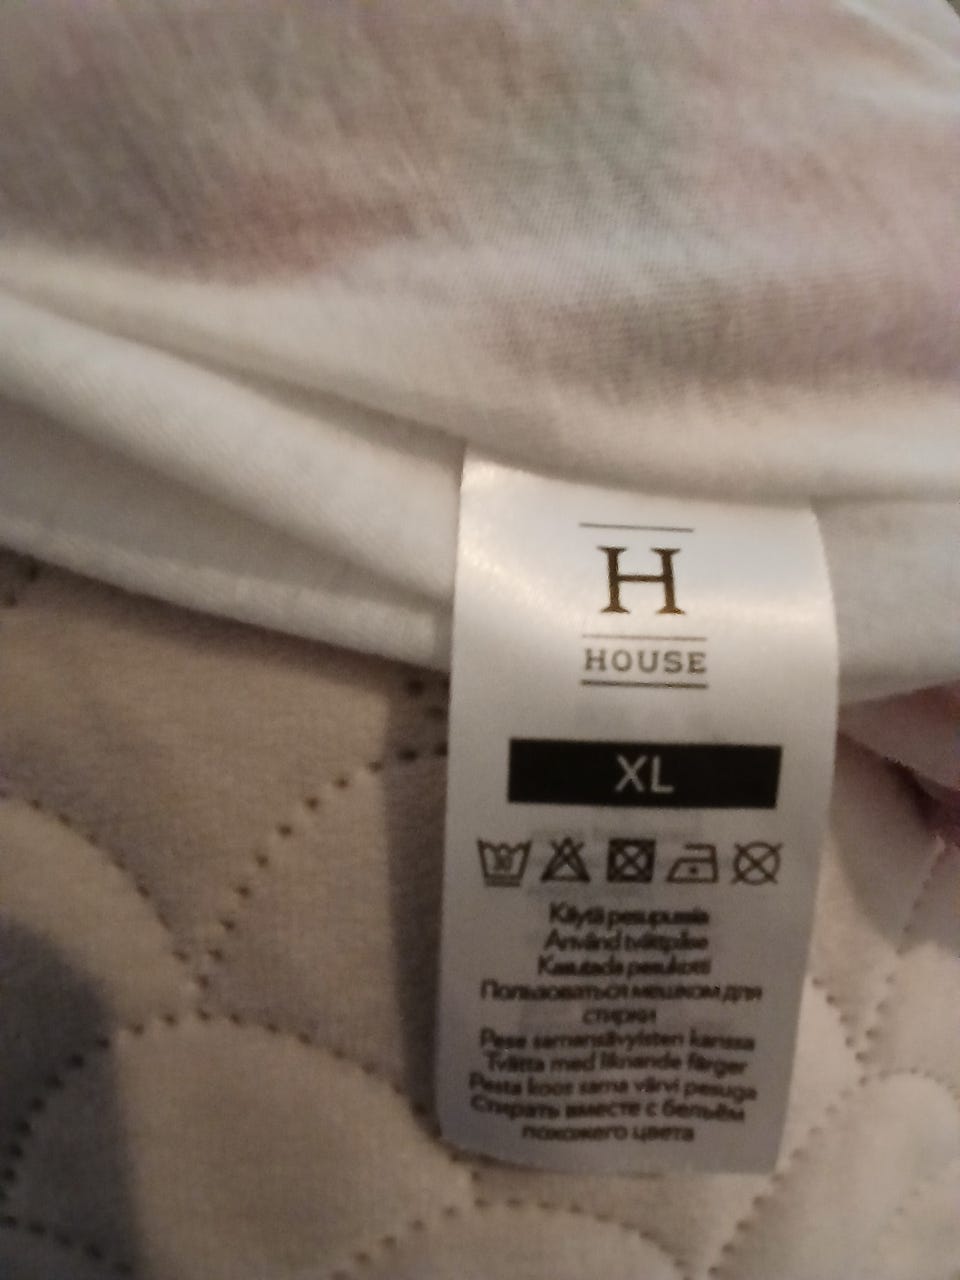 H
HOUSE
XL
Käytä pesupussia
Använd tvättpåse
Kasutada pesukotti
Пользоваться мешком для
стирки
Pese samansävyisten kanssa
Tvätta med liknande färger
Pesta koos sama värvi pesuga
Стирать вместе с бельём
похожего цвета